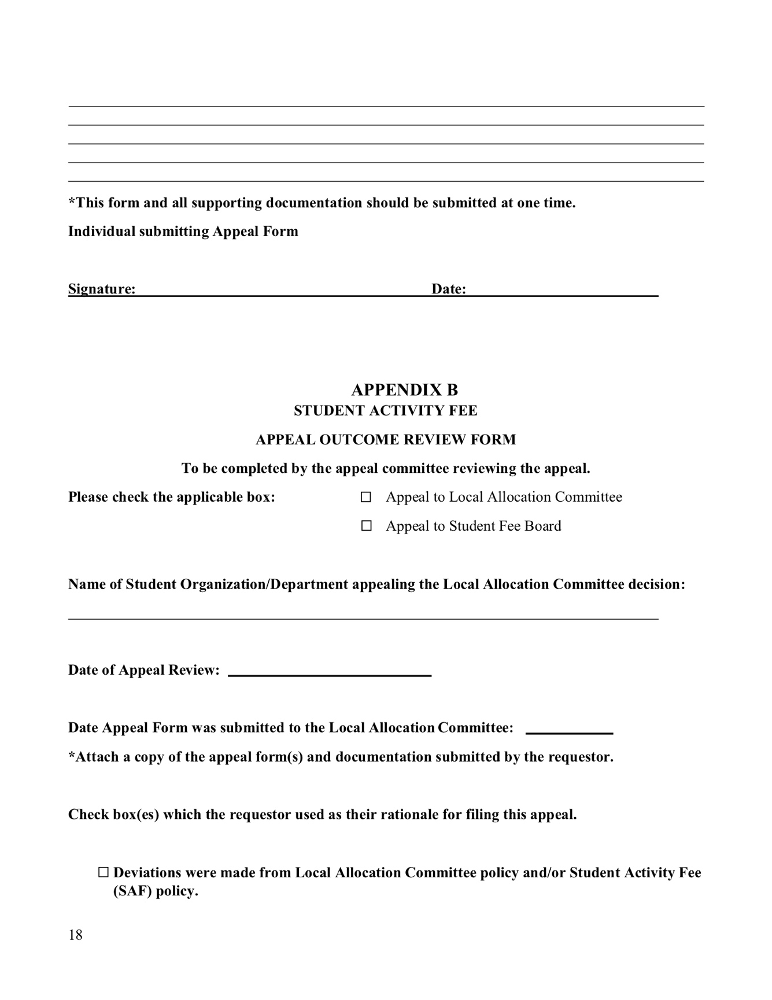 *This form and all supporting documentation should be submitted at one time.
Individual submitting Appeal Form
Signature: Date:
APPENDIX B
STUDENT ACTIVITY FEE
APPEAL OUTCOME REVIEW FORM
To be completed by the appeal committee reviewing the appeal.
Please check the applicable box: ☐ Appeal to Local Allocation Committee
☐ Appeal to Student Fee Board
Name of Student Organization/Department appealing the Local Allocation Committee decision:
Date of Appeal Review:
Date Appeal Form was submitted to the Local Allocation Committee:
*Attach a copy of the appeal form(s) and documentation submitted by the requestor.
Check box(es) which the requestor used as their rationale for filing this appeal.
☐ Deviations were made from Local Allocation Committee policy and/or Student Activity Fee
(SAF) policy.
18